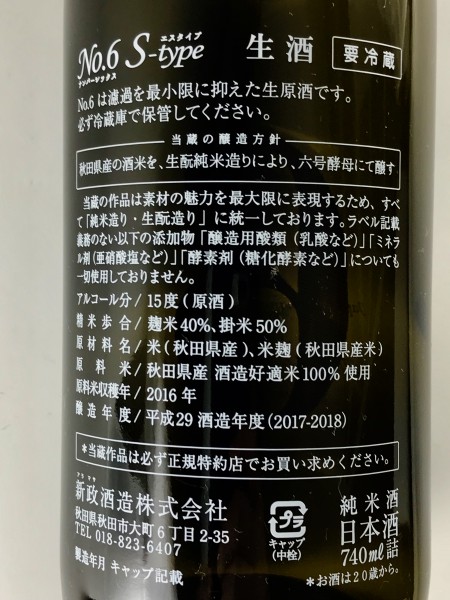 エスタイプ
No.6 S-type 生酒 要冷蔵
ナンバーシックス
No.6 は濾過を最小限に抑えた生原酒です。
必ず冷蔵庫で保管してください。
当蔵の醸造方針
秋田県産の酒米を、生酛純米造りにより、六号酵母にて醸す
当蔵の作品は素材の魅力を最大限に表現するため、すべ
て「純米造り・生酛造り」に統一しております。ラベル記載
義務のない以下の添加物「醸造用酸類（乳酸など）」「ミネラ
ル剤（亜硝酸塩など）」「酵素剤（糖化酵素など）」についても
一切使用しておりません。
アルコール分/15度（原酒）
精米歩合/麹米40%、掛米50%
原材料名/米（秋田県産）、米麹（秋田県産米）
原料米/秋田県産 酒造好適米100%使用
原料米収穫年/2016年
醸造年度/平成29酒造年度（2017-2018）
*当蔵作品は必ず正規特約店でお買い求めください。
アラマサ
新政酒造株式会社
秋田県秋田市大町6丁目2-35
TEL 018-823-6407
製造年月 キャップ記載
プラ
キャップ
（中栓）
純米酒
日本酒
740ml詰
*お酒は20歳から。